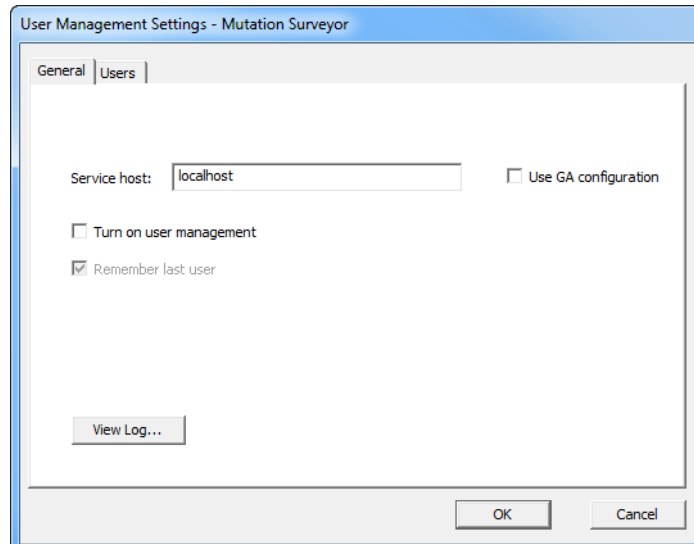 User Management Settings - Mutation Surveyor
General Users
Service host: localhost Use GA configuration
Turn on user management
Remember last user
View Log...
OK Cancel